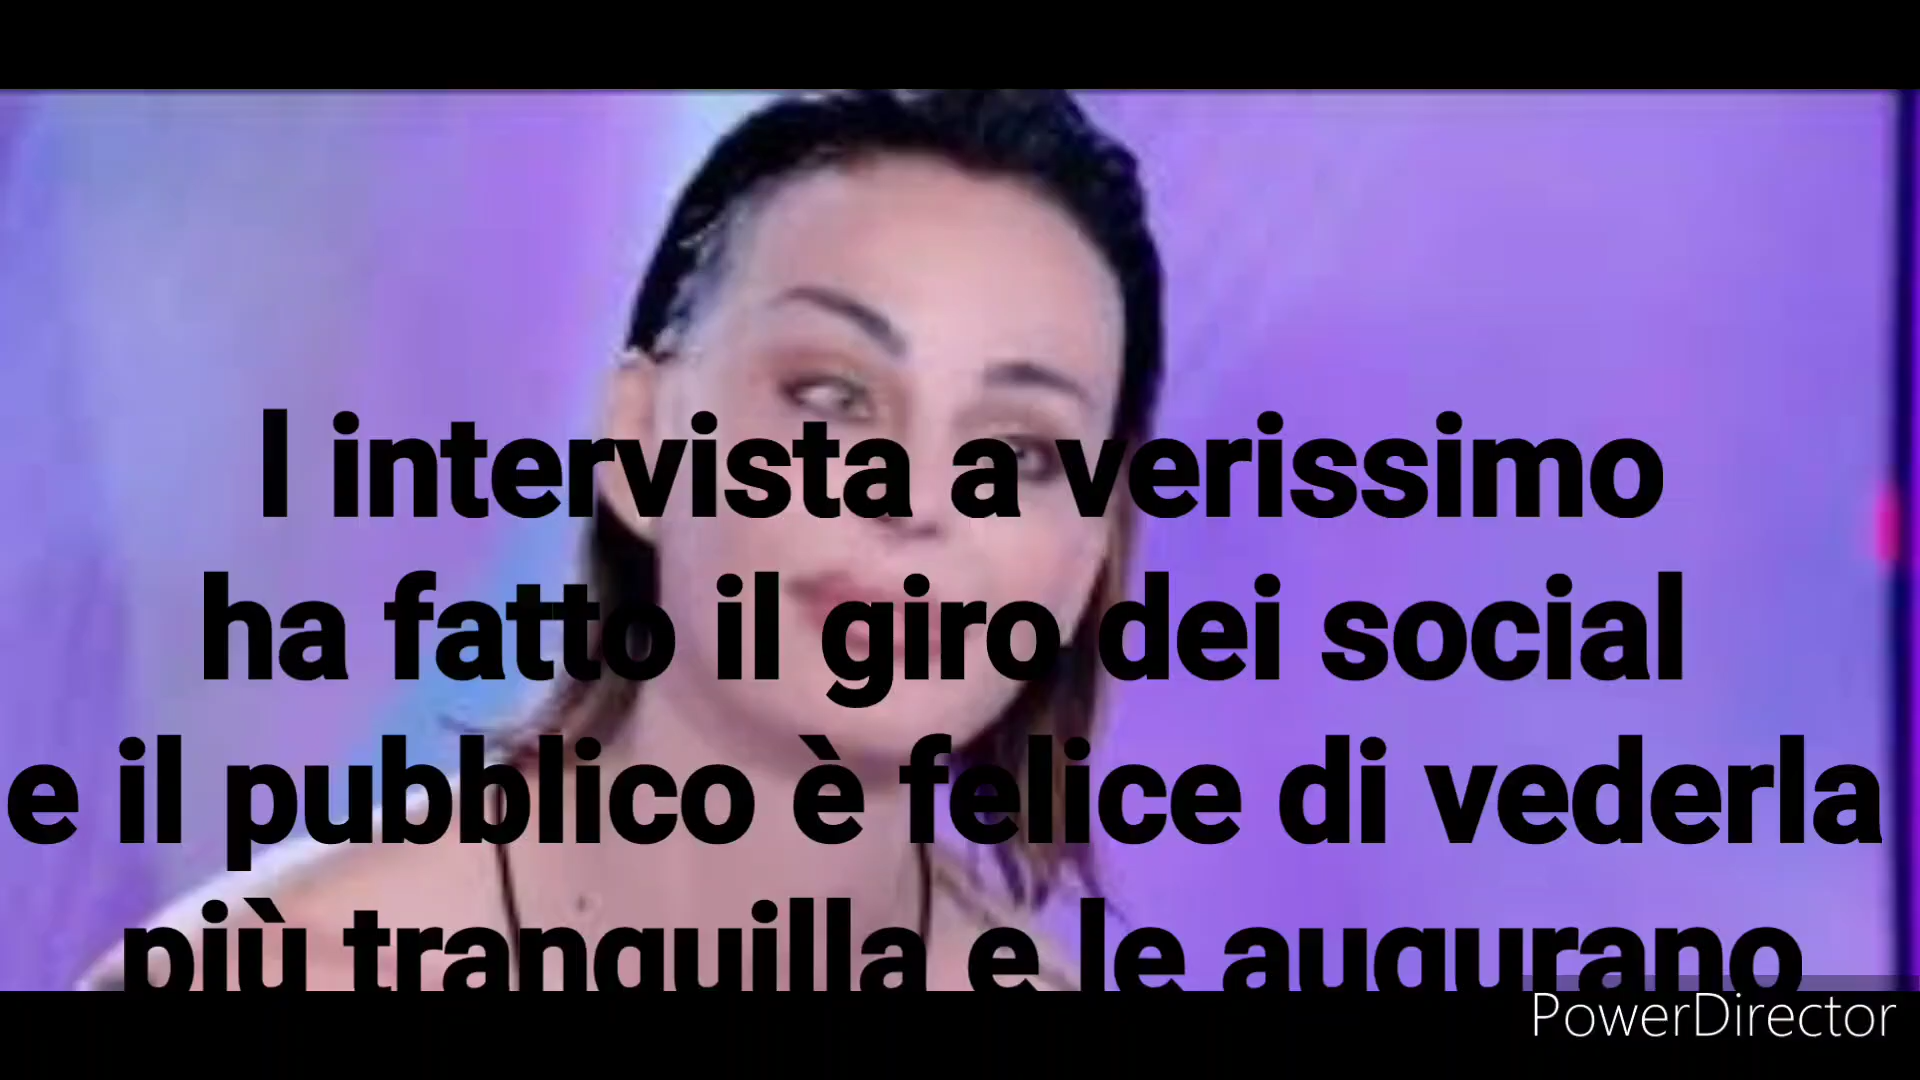 l intervista a verissimo
ha fatto il giro dei social
e il pubblico è felice di vederla
più tranquilla e le augurano
PowerDirector